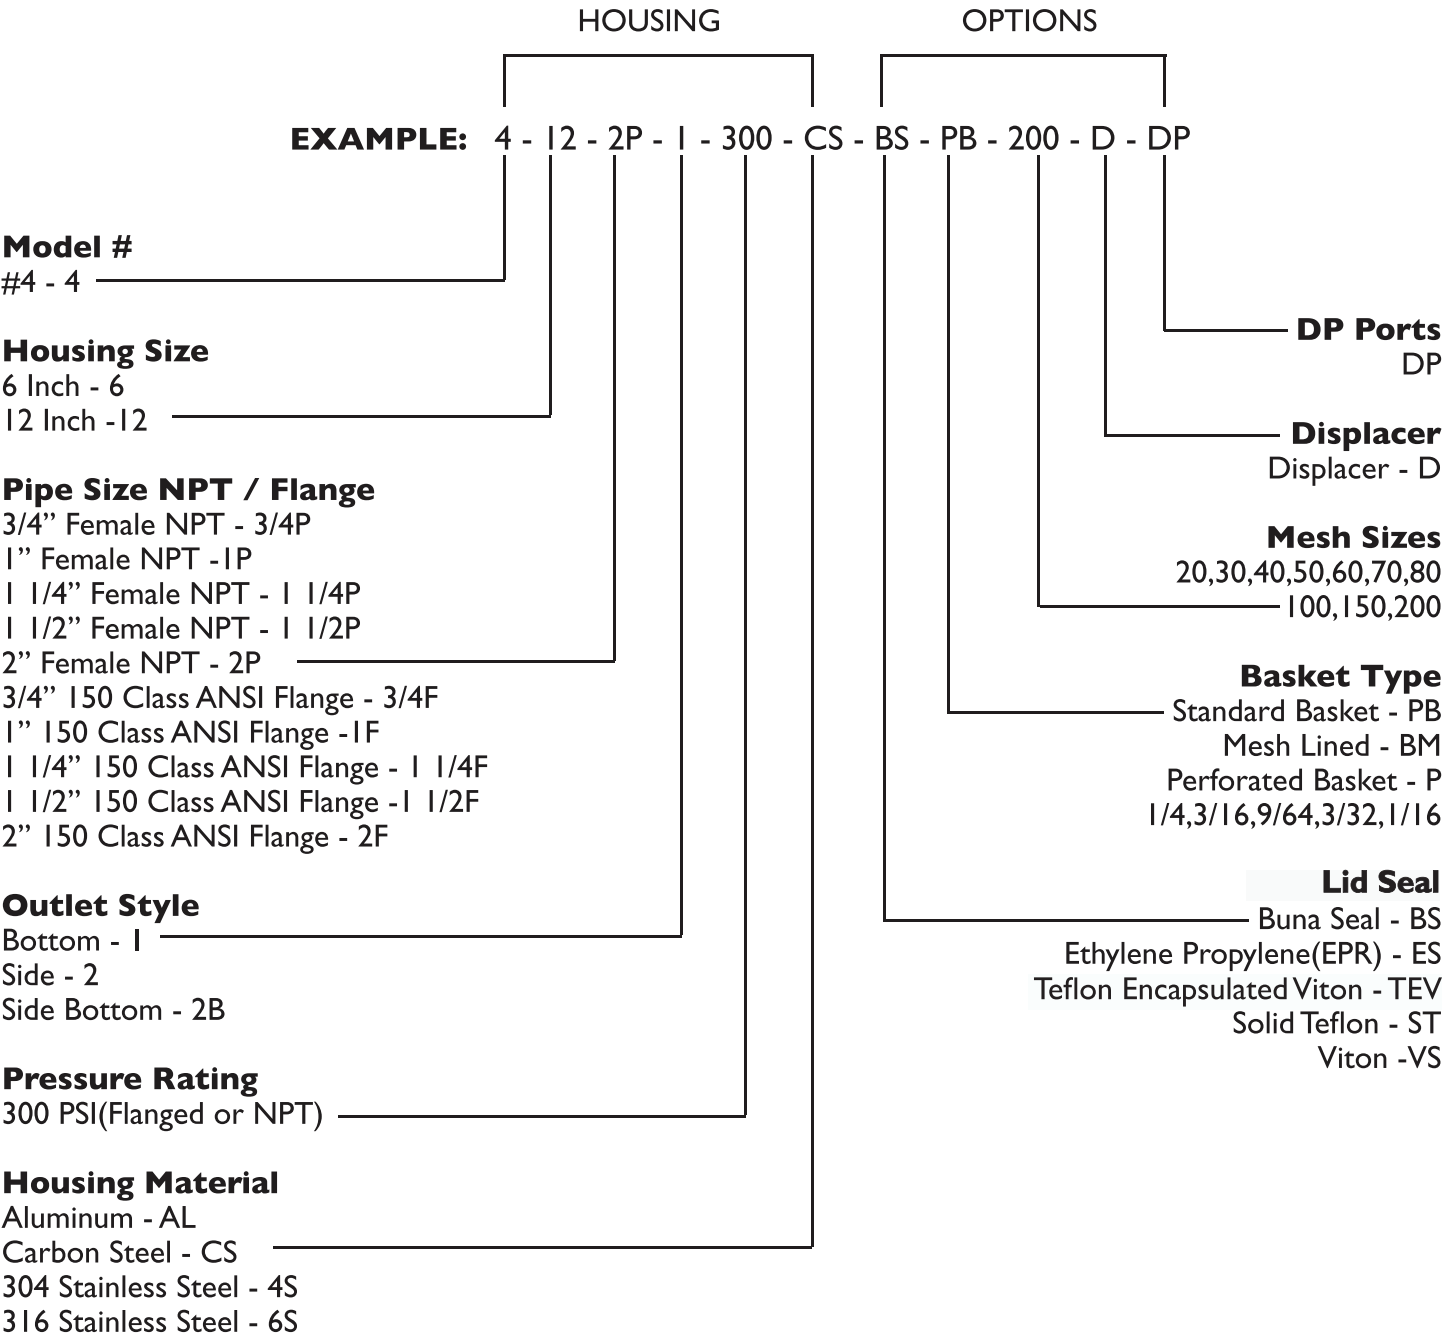 HOUSING OPTIONS
EXAMPLE: 4 - 12 - 2P - 1 - 300 - CS - BS - PB - 200 - D - DP
Model #
#4 - 4
Housing Size
6 Inch - 6
12 Inch -12
Pipe Size NPT / Flange
3/4” Female NPT - 3/4P
1” Female NPT -1P
1 1/4” Female NPT - 1 1/4P
1 1/2” Female NPT - 1 1/2P
2” Female NPT - 2P
3/4” 150 Class ANSI Flange - 3/4F
1” 150 Class ANSI Flange -1F
1 1/4” 150 Class ANSI Flange - 1 1/4F
1 1/2” 150 Class ANSI Flange -1 1/2F
2” 150 Class ANSI Flange - 2F
Outlet Style
Bottom - 1
Side - 2
Side Bottom - 2B
Pressure Rating
300 PSI(Flanged or NPT)
Housing Material
Aluminum - AL
Carbon Steel - CS
304 Stainless Steel - 4S
316 Stainless Steel - 6S
DP Ports
DP
Displacer
Displacer - D
Mesh Sizes
20,30,40,50,60,70,80
100,150,200
Basket Type
Standard Basket - PB
Mesh Lined - BM
Perforated Basket - P
1/4,3/16,9/64,3/32,1/16
Lid Seal
Buna Seal - BS
Ethylene Propylene(EPR) - ES
Teflon Encapsulated Viton - TEV
Solid Teflon - ST
Viton -VS